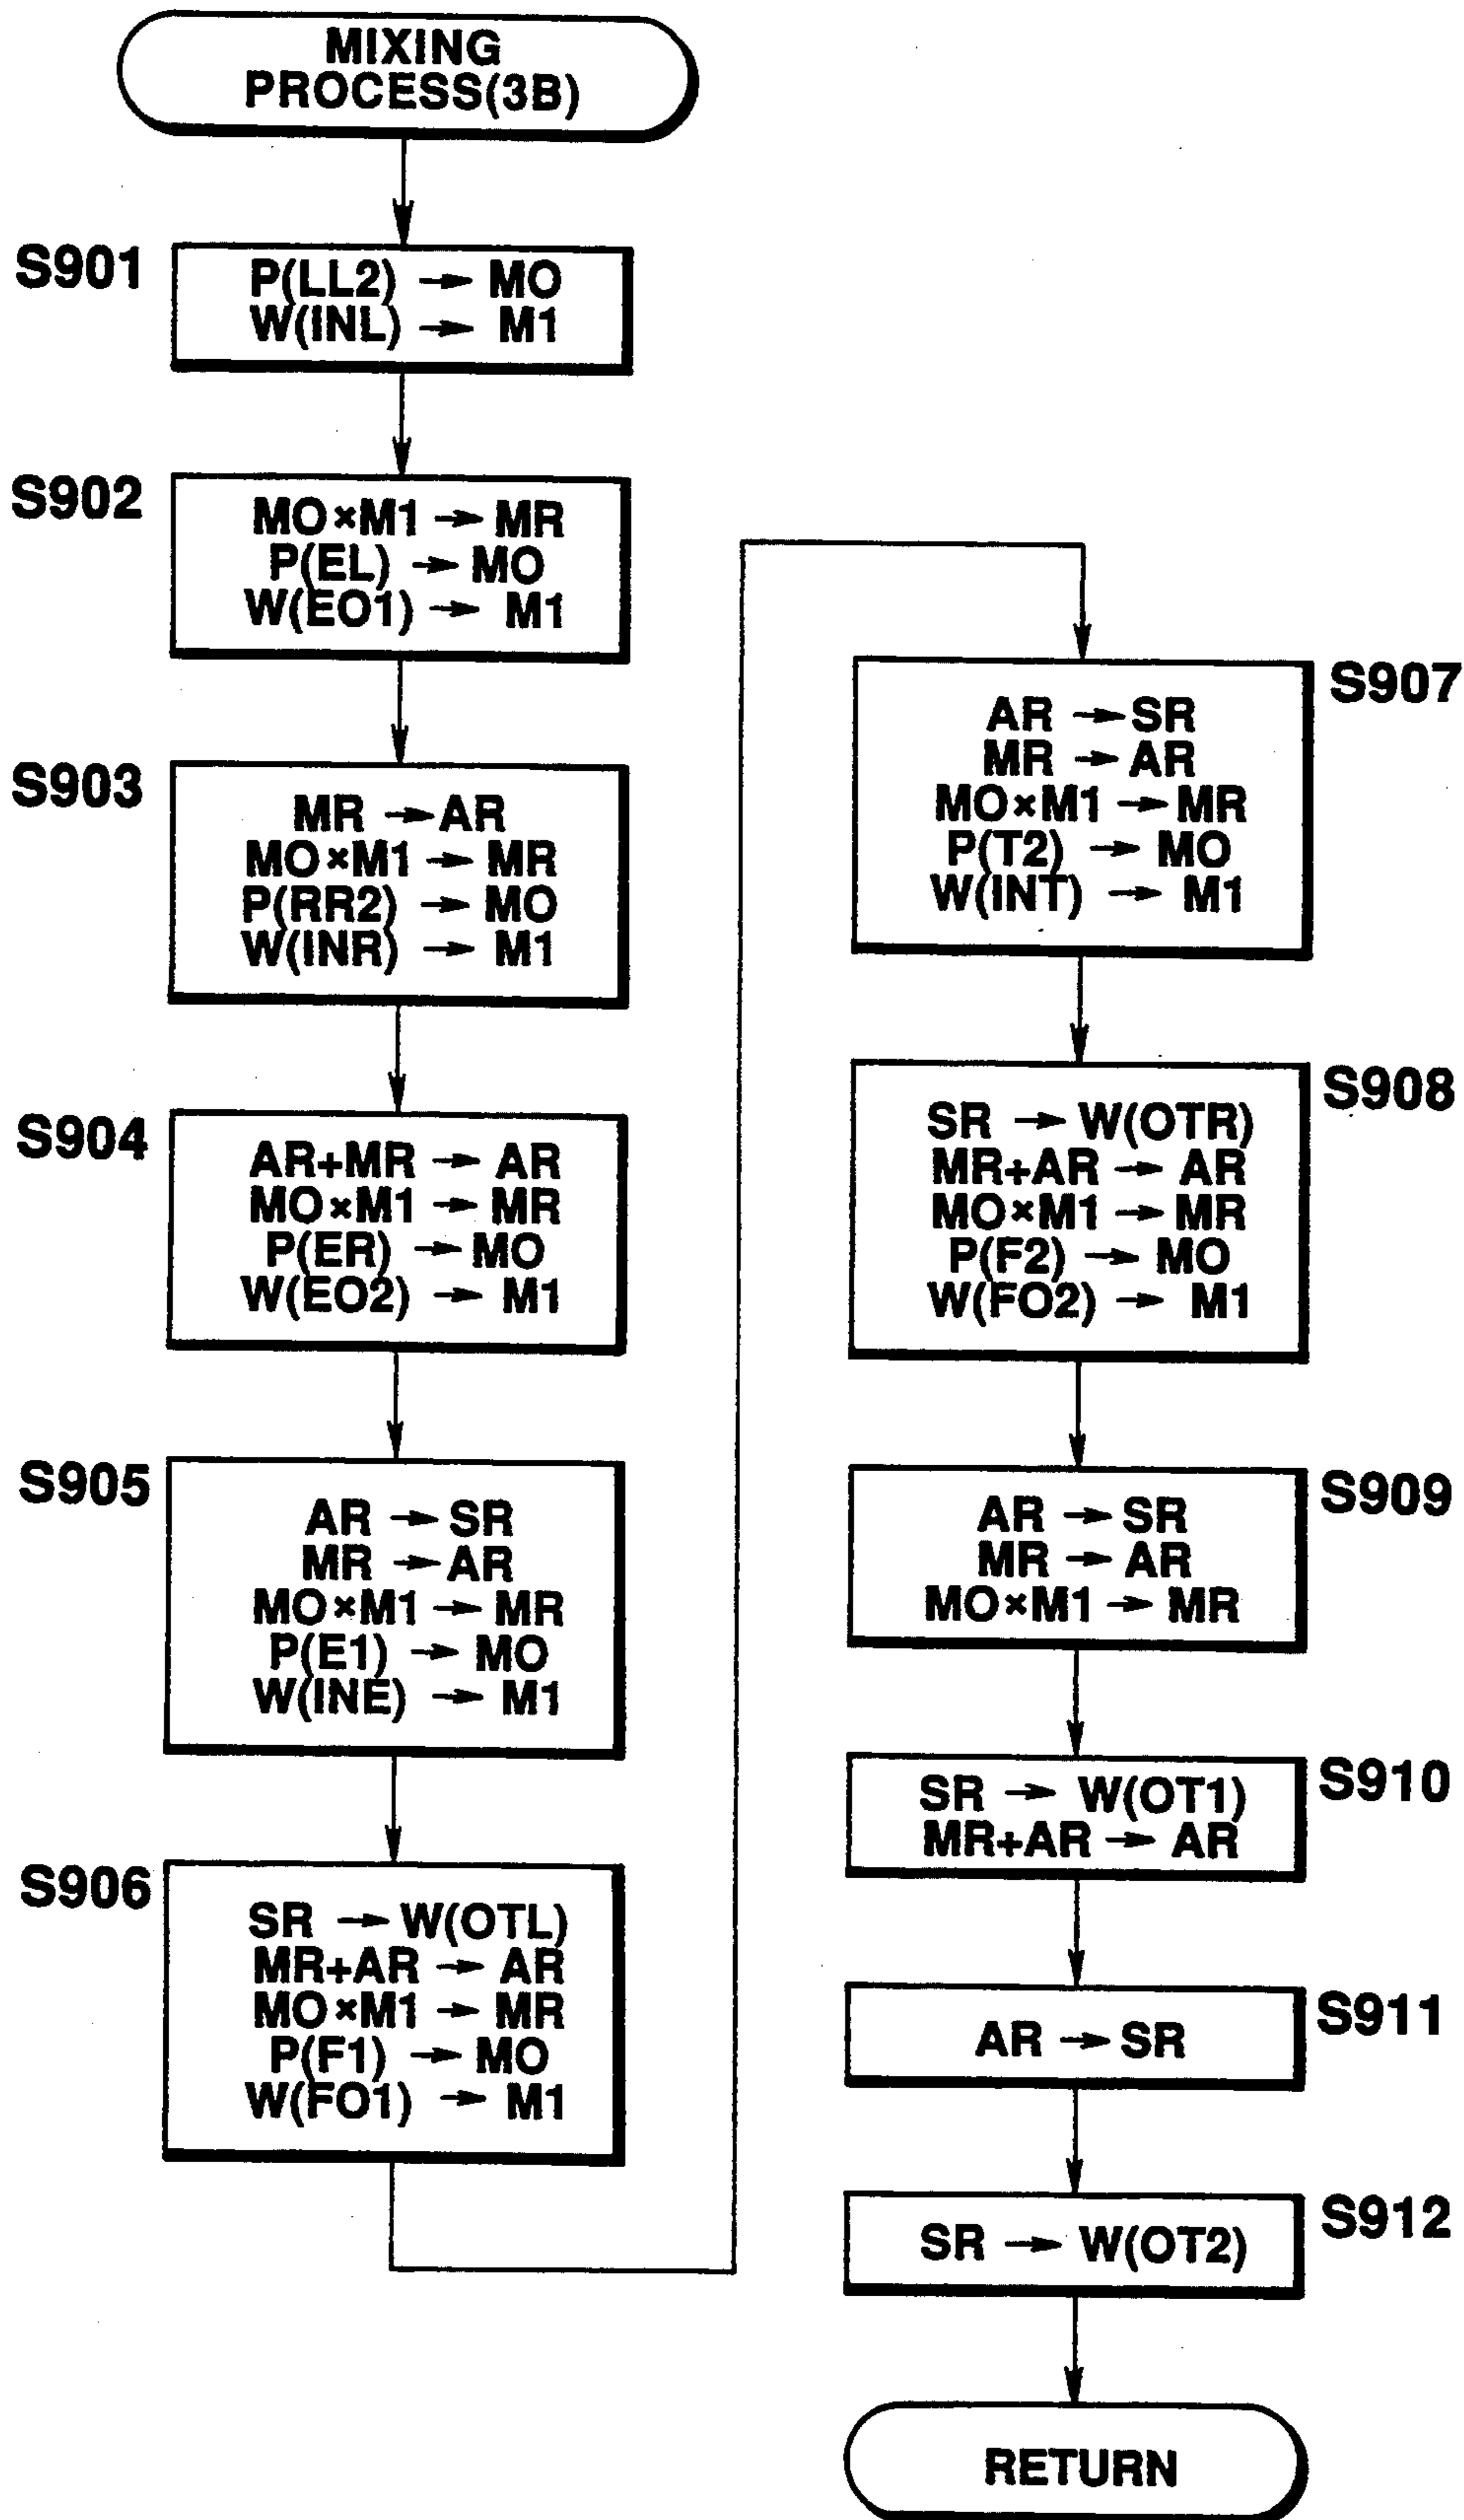 MIXING
PROCESS(3B)
S901
P(LL2) → MO
W(INL) → M1
S902
MO×M1 → MR
P(EL) → MO
W(EO1) → M1
S903
MR → AR
MO×M1 → MR
P(RR2) → MO
W(INR) → M1
S904
AR+MR → AR
MO×M1 → MR
P(ER) → MO
W(EO2) → M1
S905
AR → SR
MR → AR
MO×M1 → MR
P(E1) → MO
W(INE) → M1
S906
SR → W(OTL)
MR+AR → AR
MO×M1 → MR
P(F1) → MO
W(FO1) → M1
S907
AR → SR
MR → AR
MO×M1 → MR
P(T2) → MO
W(INT) → M1
S908
SR → W(OTR)
MR+AR → AR
MO×M1 → MR
P(F2) → MO
W(FO2) → M1
S909
AR → SR
MR → AR
MO×M1 → MR
S910
SR → W(OT1)
MR+AR → AR
S911
AR → SR
S912
SR → W(OT2)
RETURN